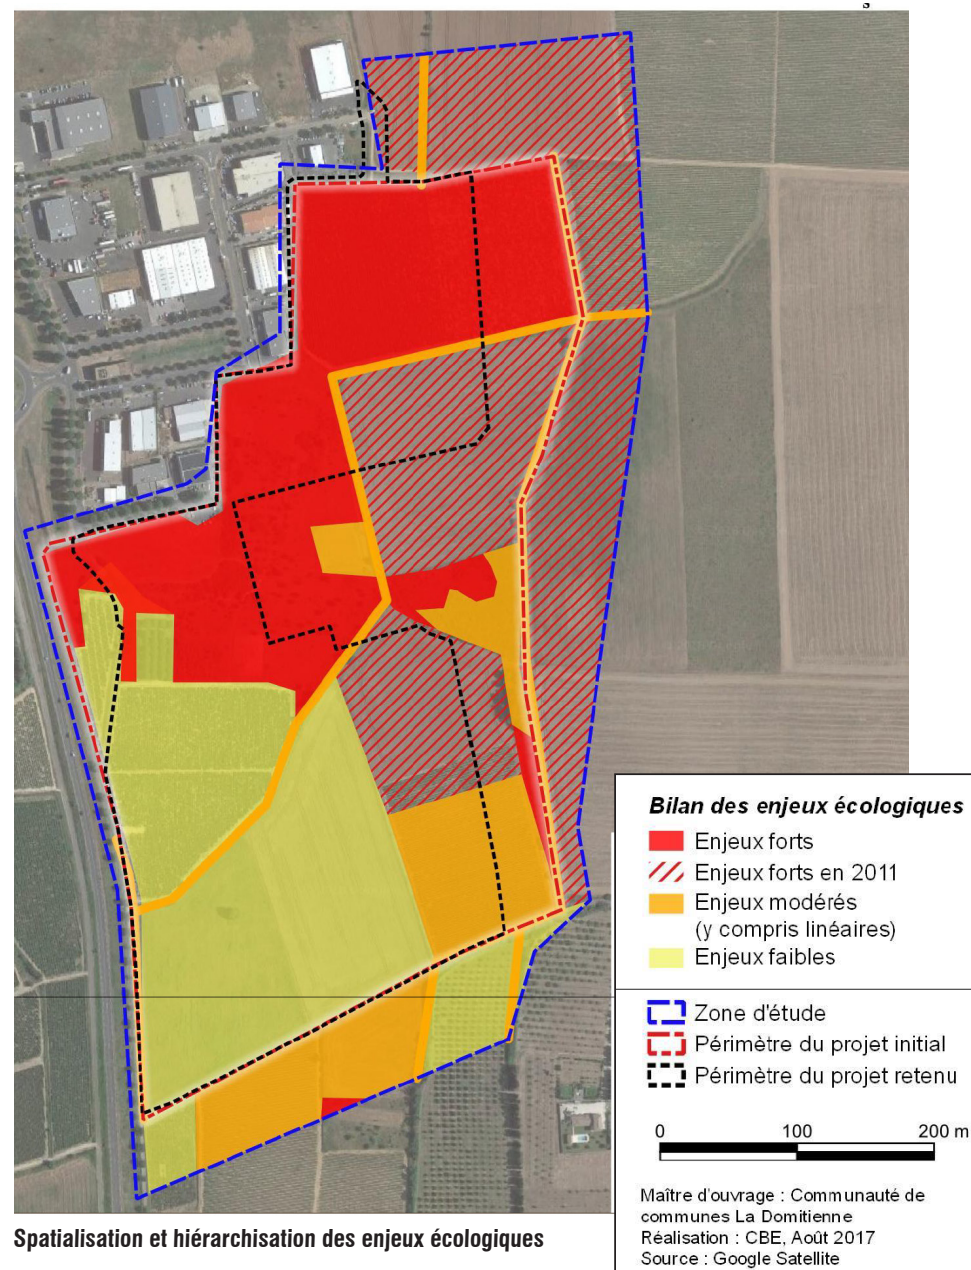 Bilan des enjeux écologiques
Enjeux forts
Enjeux forts en 2011
Enjeux modérés
(y compris linéaires)
Enjeux faibles
Zone d'étude
Périmètre du projet initial
Périmètre du projet retenu
0 100 200 m
Maître d'ouvrage : Communauté de
communes La Domitienne
Réalisation : CBE, Août 2017
Source : Google Satellite
Spatialisation et hiérarchisation des enjeux écologiques